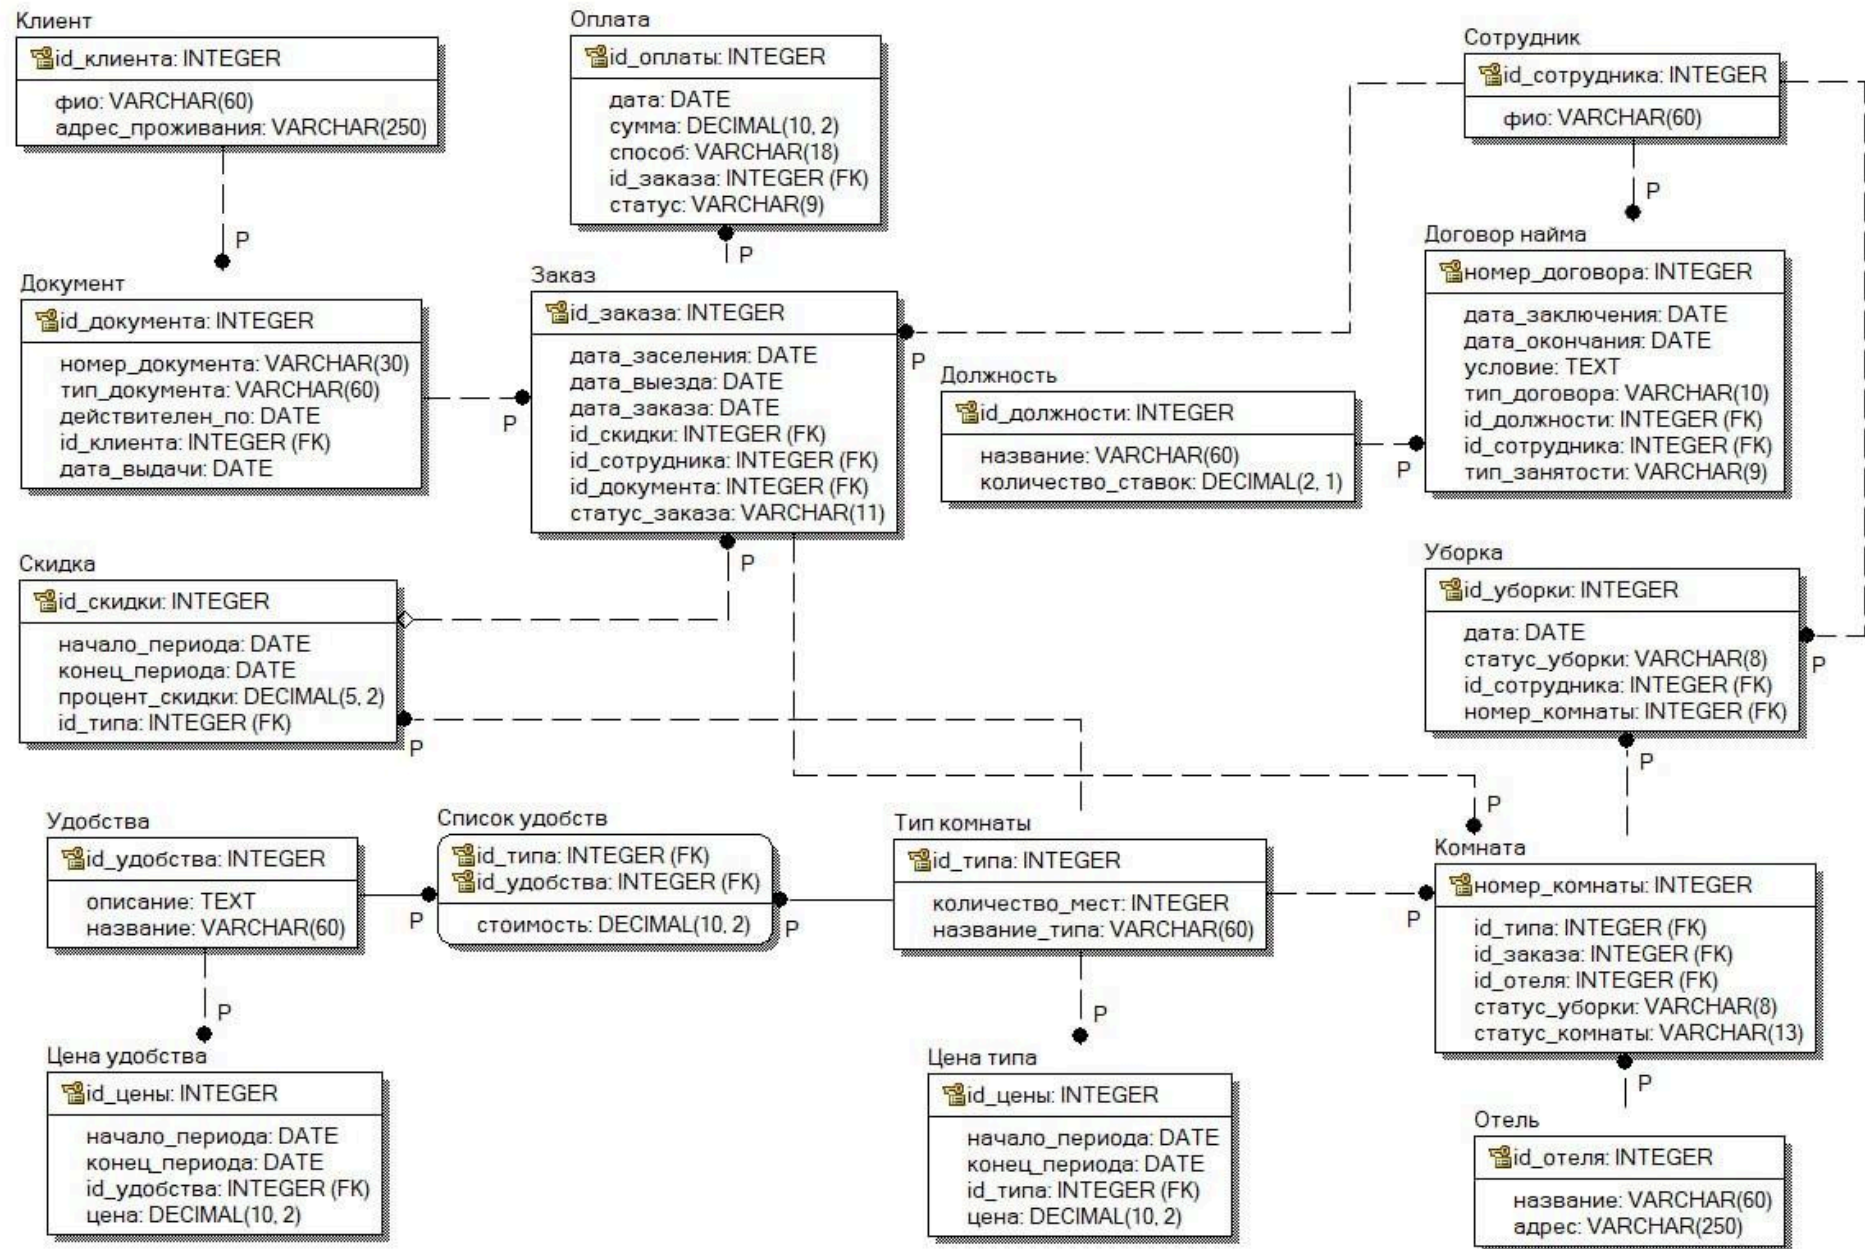 Клиент
id_клиента: INTEGER
фио: VARCHAR(60)
адрес_проживания: VARCHAR(250)
P
Оплата
id_оплаты: INTEGER
дата: DATE
сумма: DECIMAL(10, 2)
способ: VARCHAR(18)
id_заказа: INTEGER (FK)
статус: VARCHAR(9)
P
Сотрудник
id_сотрудника: INTEGER
фио: VARCHAR(60)
P
Документ
id_документа: INTEGER
номер_документа: VARCHAR(30)
тип_документа: VARCHAR(60)
действителен_по: DATE
id_клиента: INTEGER (FK)
дата_выдачи: DATE
P
Заказ
id_заказа: INTEGER
дата_заселения: DATE
дата_выезда: DATE
дата_заказа: DATE
id_скидки: INTEGER (FK)
id_сотрудника: INTEGER (FK)
id_документа: INTEGER (FK)
статус_заказа: VARCHAR(11)
P
P
Должность
id_должности: INTEGER
название: VARCHAR(60)
количество_ставок: DECIMAL(2, 1)
P
Договор найма
номер_договора: INTEGER
дата_заключения: DATE
дата_окончания: DATE
условие: TEXT
тип_договора: VARCHAR(10)
id_должности: INTEGER (FK)
id_сотрудника: INTEGER (FK)
тип_занятости: VARCHAR(9)
Скидка
id_скидки: INTEGER
начало_периода: DATE
конец_периода: DATE
процент_скидки: DECIMAL(5, 2)
id_типа: INTEGER (FK)
P
Уборка
id_уборки: INTEGER
дата: DATE
статус_уборки: VARCHAR(8)
id_сотрудника: INTEGER (FK)
номер_комнаты: INTEGER (FK)
P
P
P
Удобства
id_удобства: INTEGER
описание: TEXT
название: VARCHAR(60)
P
Список удобств
id_типа: INTEGER (FK)
id_удобства: INTEGER (FK)
стоимость: DECIMAL(10, 2)
P
Тип комнаты
id_типа: INTEGER
количество_мест: INTEGER
название_типа: VARCHAR(60)
P
Комната
номер_комнаты: INTEGER
id_типа: INTEGER (FK)
id_заказа: INTEGER (FK)
id_отеля: INTEGER (FK)
статус_уборки: VARCHAR(8)
статус_комнаты: VARCHAR(13)
P
P
P
Цена удобства
id_цены: INTEGER
начало_периода: DATE
конец_периода: DATE
id_удобства: INTEGER (FK)
цена: DECIMAL(10, 2)
Цена типа
id_цены: INTEGER
начало_периода: DATE
конец_периода: DATE
id_типа: INTEGER (FK)
цена: DECIMAL(10, 2)
Отель
id_отеля: INTEGER
название: VARCHAR(60)
адрес: VARCHAR(250)